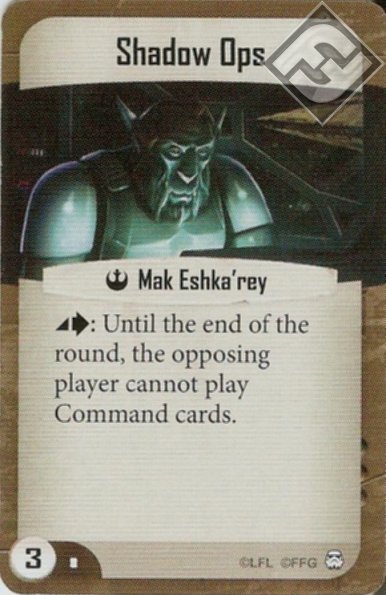 Shadow Ops
Mak Eshka'rey
: Until the end of the
round, the opposing
player cannot play
Command cards.
3
©LFL ©FFG